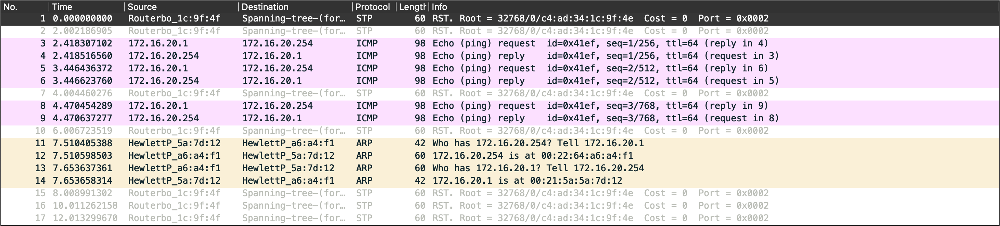 No. Time Source Destination Protocol Length Info
1 0.000000000 Routerbo_1c:9f:4f Spanning-tree-(for… STP 60 RST. Root = 32768/0/c4:ad:34:1c:9f:4e Cost = 0 Port = 0x0002
2 2.002186905 Routerbo_1c:9f:4f Spanning-tree-(for… STP 60 RST. Root = 32768/0/c4:ad:34:1c:9f:4e Cost = 0 Port = 0x0002
3 2.418307102 172.16.20.1 172.16.20.254 ICMP 98 Echo (ping) request id=0x41ef, seq=1/256, ttl=64 (reply in 4)
4 2.418516560 172.16.20.254 172.16.20.1 ICMP 98 Echo (ping) reply id=0x41ef, seq=1/256, ttl=64 (request in 3)
5 3.446436372 172.16.20.1 172.16.20.254 ICMP 98 Echo (ping) request id=0x41ef, seq=2/512, ttl=64 (reply in 6)
6 3.446623760 172.16.20.254 172.16.20.1 ICMP 98 Echo (ping) reply id=0x41ef, seq=2/512, ttl=64 (request in 5)
7 4.004460276 Routerbo_1c:9f:4f Spanning-tree-(for… STP 60 RST. Root = 32768/0/c4:ad:34:1c:9f:4e Cost = 0 Port = 0x0002
8 4.470454289 172.16.20.1 172.16.20.254 ICMP 98 Echo (ping) request id=0x41ef, seq=3/768, ttl=64 (reply in 9)
9 4.470637277 172.16.20.254 172.16.20.1 ICMP 98 Echo (ping) reply id=0x41ef, seq=3/768, ttl=64 (request in 8)
10 6.006723519 Routerbo_1c:9f:4f Spanning-tree-(for… STP 60 RST. Root = 32768/0/c4:ad:34:1c:9f:4e Cost = 0 Port = 0x0002
11 7.510405388 HewlettP_5a:7d:12 HewlettP_a6:a4:f1 ARP 42 Who has 172.16.20.254? Tell 172.16.20.1
12 7.510598503 HewlettP_a6:a4:f1 HewlettP_5a:7d:12 ARP 60 172.16.20.254 is at 00:22:64:a6:a4:f1
13 7.653637361 HewlettP_a6:a4:f1 HewlettP_5a:7d:12 ARP 60 Who has 172.16.20.1? Tell 172.16.20.254
14 7.653658314 HewlettP_5a:7d:12 HewlettP_a6:a4:f1 ARP 42 172.16.20.1 is at 00:21:5a:5a:7d:12
15 8.008991302 Routerbo_1c:9f:4f Spanning-tree-(for… STP 60 RST. Root = 32768/0/c4:ad:34:1c:9f:4e Cost = 0 Port = 0x0002
16 10.011262158 Routerbo_1c:9f:4f Spanning-tree-(for… STP 60 RST. Root = 32768/0/c4:ad:34:1c:9f:4e Cost = 0 Port = 0x0002
17 12.013299670 Routerbo_1c:9f:4f Spanning-tree-(for… STP 60 RST. Root = 32768/0/c4:ad:34:1c:9f:4e Cost = 0 Port = 0x0002